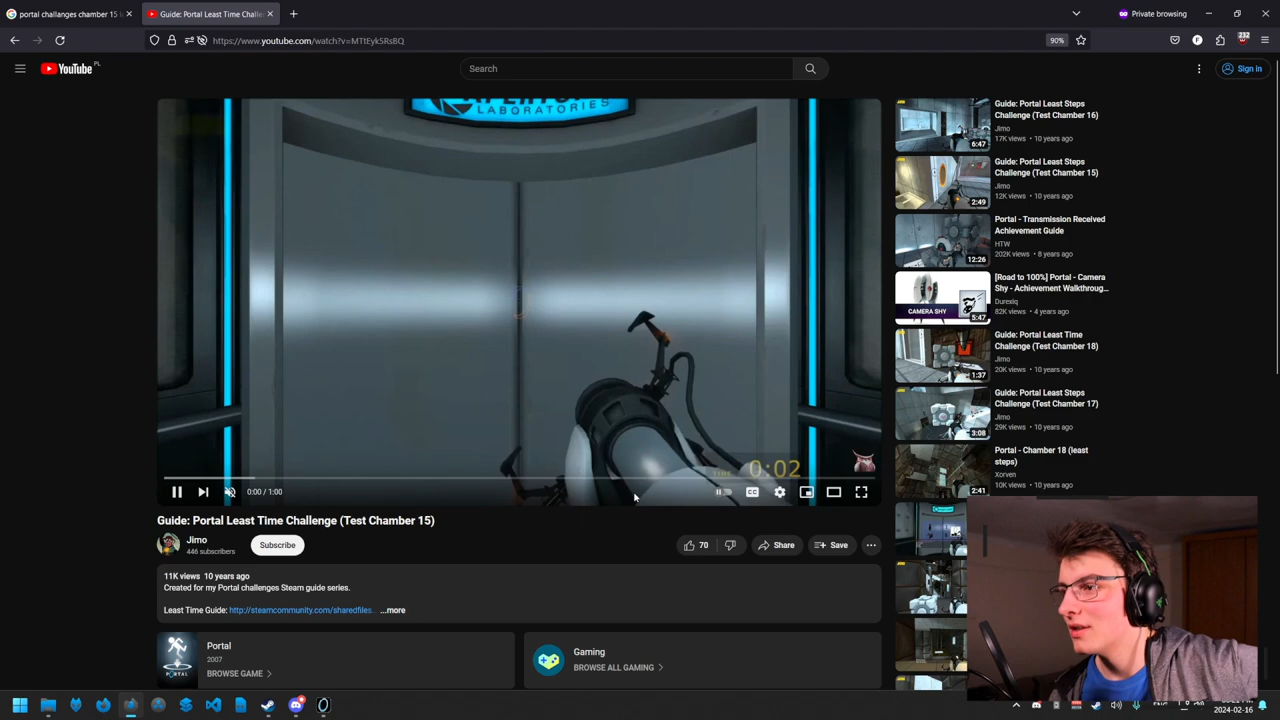 portal challanges chamber 15 l
Guide: Portal Least Time Challe
Private browsing
https://www.youtube.com/watch?v=MTtEyk5RsBQ
90%
232
YouTube PL
Search
Sign in
LABORATORIES
TIME 0:02
0:00 / 1:00
Guide: Portal Least Time Challenge (Test Chamber 15)
Jimo
446 subscribers
Subscribe
70
Share
Save
11K views 10 years ago
Created for my Portal challenges Steam guide series.
Least Time Guide: http://steamcommunity.com/sharedfiles... ...more
Portal
2007
BROWSE GAME
Gaming
BROWSE ALL GAMING
Guide: Portal Least Steps
Challenge (Test Chamber 16)
Jimo
17K views • 10 years ago
6:47
Guide: Portal Least Steps
Challenge (Test Chamber 15)
Jimo
12K views • 10 years ago
2:49
Portal - Transmission Received
Achievement Guide
HTW
202K views • 8 years ago
12:26
[Road to 100%] Portal - Camera
Shy - Achievement Walkthroug...
Durexiq
82K views • 4 years ago
CAMERA SHY
5:47
Guide: Portal Least Time
Challenge (Test Chamber 18)
Jimo
20K views • 10 years ago
1:37
Guide: Portal Least Steps
Challenge (Test Chamber 17)
Jimo
29K views • 10 years ago
3:08
Portal - Chamber 18 (least
steps)
Xorven
10K views • 10 years ago
2:41
ENG
2024-02-16